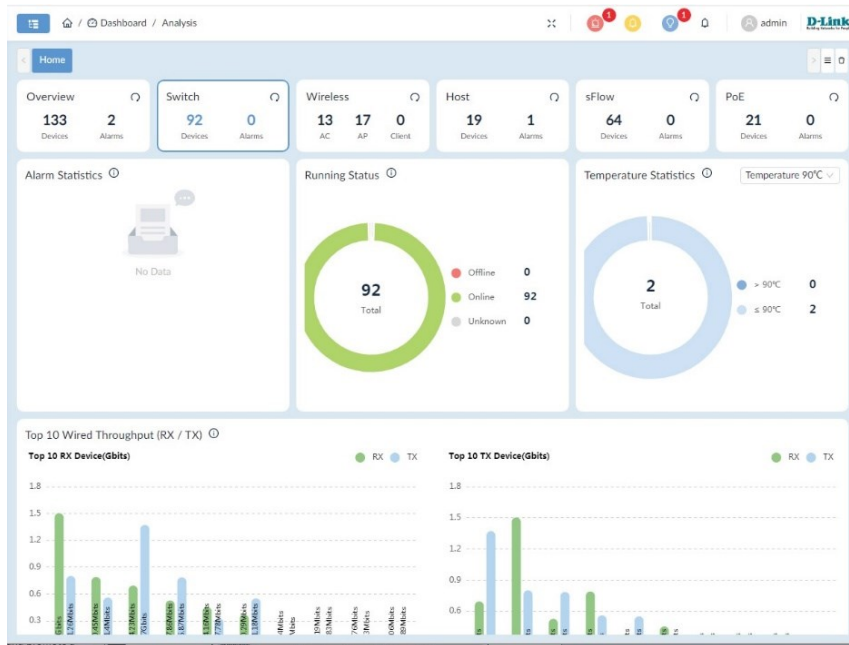 / Dashboard / Analysis
1
1
admin
D-Link
Home
Overview
133 2
Devices Alarms
Switch
92 0
Devices Alarms
Wireless
13 17 0
AC AP Client
Host
19 1
Devices Alarms
sFlow
64 0
Devices Alarms
PoE
21 0
Devices Alarms
Alarm Statistics
No Data
Running Status
92
Total
Offline 0
Online 92
Unknown 0
Temperature Statistics
Temperature 90℃
2
Total
> 90℃ 0
≤ 90℃ 2
Top 10 Wired Throughput (RX / TX)
Top 10 RX Device(Gbits)
RX TX
1.8
1.5
1.2
0.9
0.6
0.3
Top 10 TX Device(Gbits)
RX TX
1.8
1.5
1.2
0.9
0.6